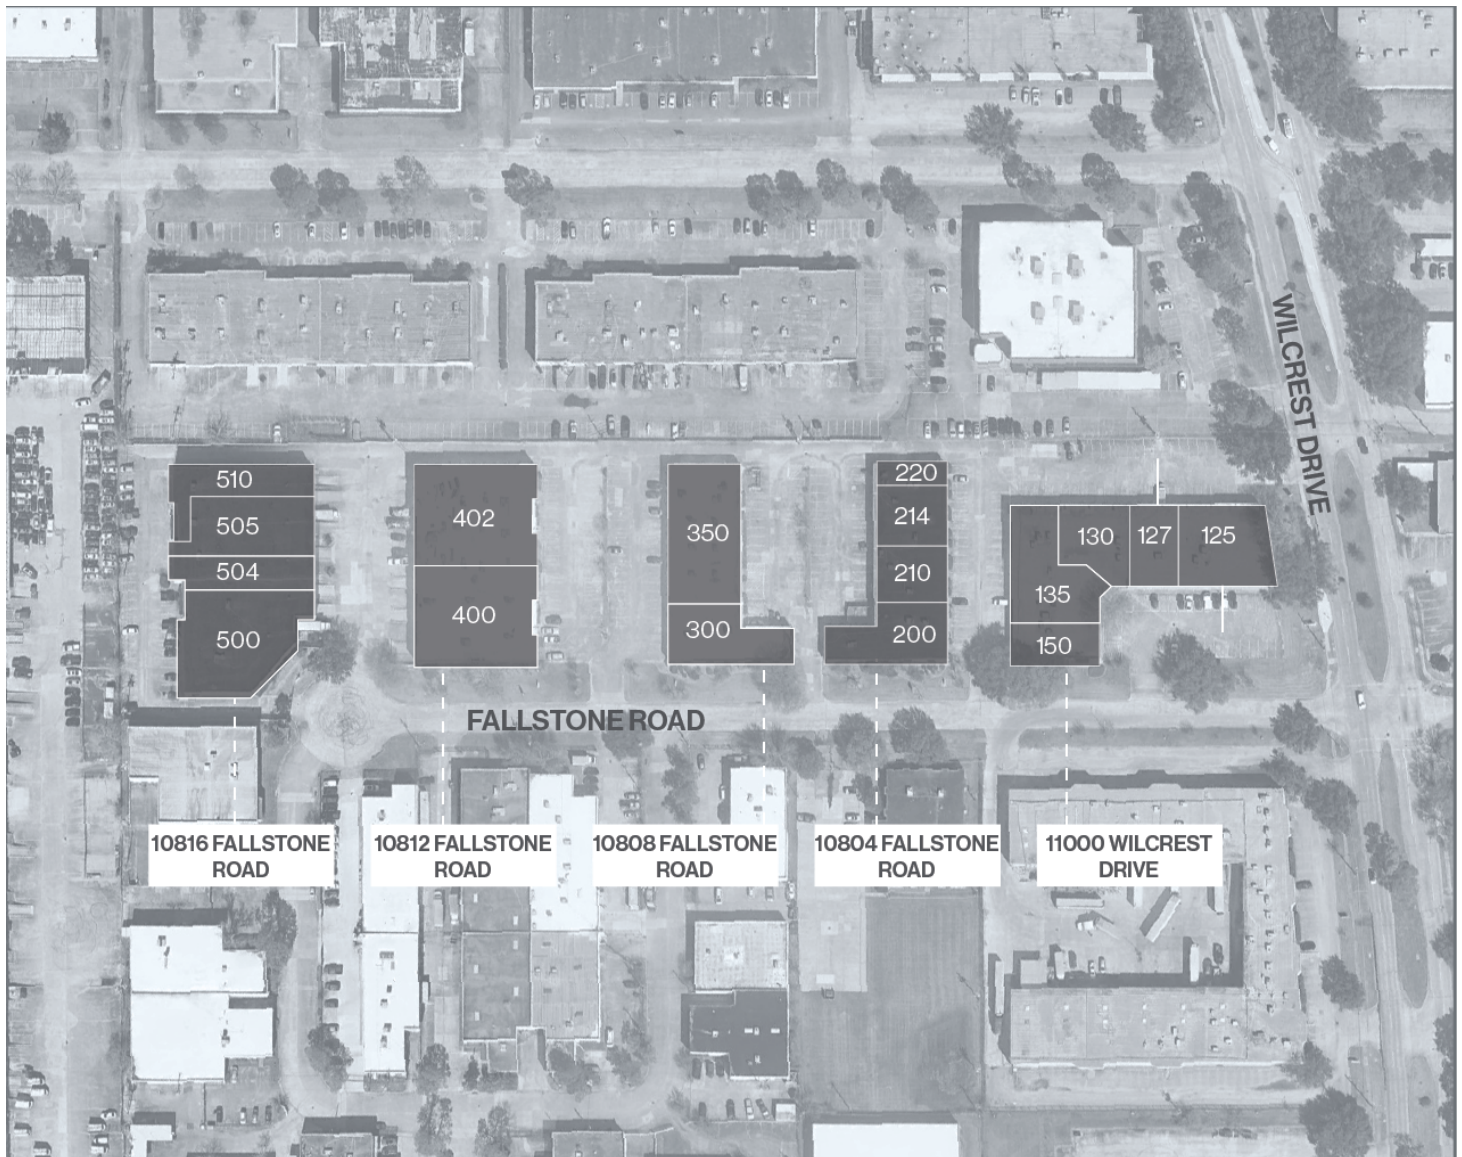 WILCREST DRIVE
510
505
504
500
402
400
350
300
220
214
210
200
130
127
125
135
150
FALLSTONE ROAD
10816 FALLSTONE
ROAD
10812 FALLSTONE
ROAD
10808 FALLSTONE
ROAD
10804 FALLSTONE
ROAD
11000 WILCREST
DRIVE